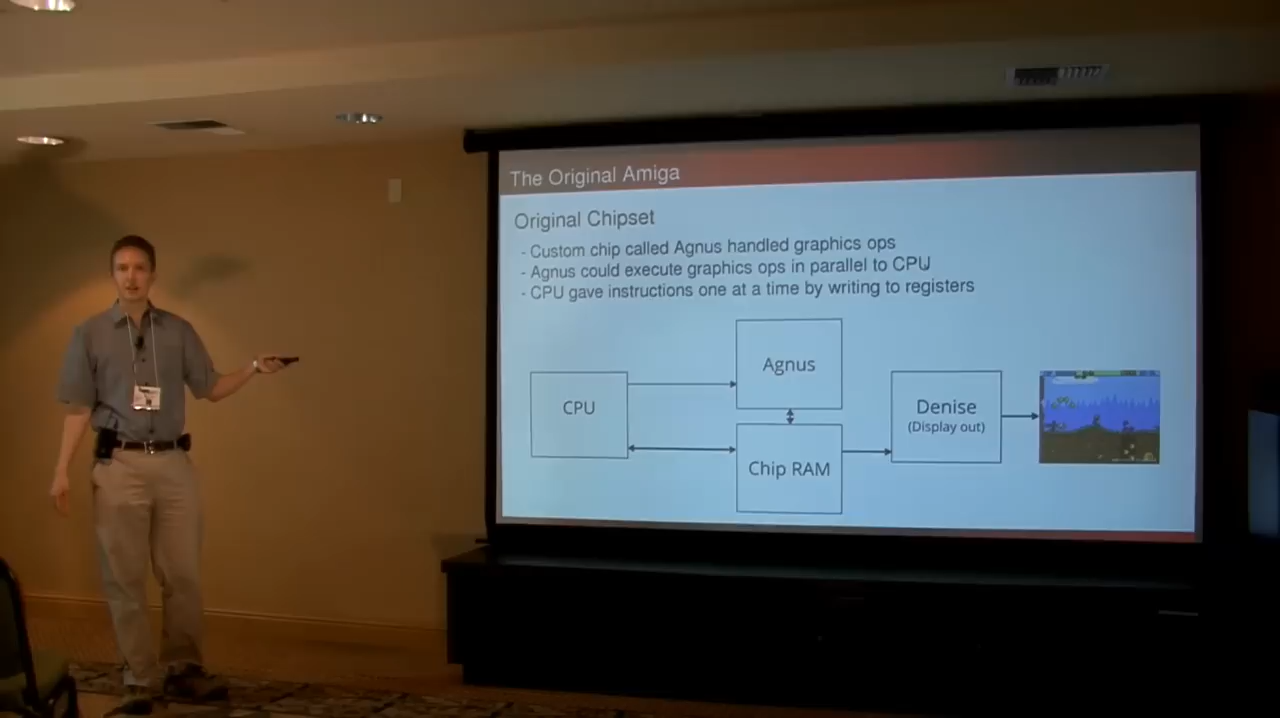 The Original Amiga
Original Chipset
- Custom chip called Agnus handled graphics ops
- Agnus could execute graphics ops in parallel to CPU
- CPU gave instructions one at a time by writing to registers
Agnus
CPU
Denise
(Display out)
Chip RAM